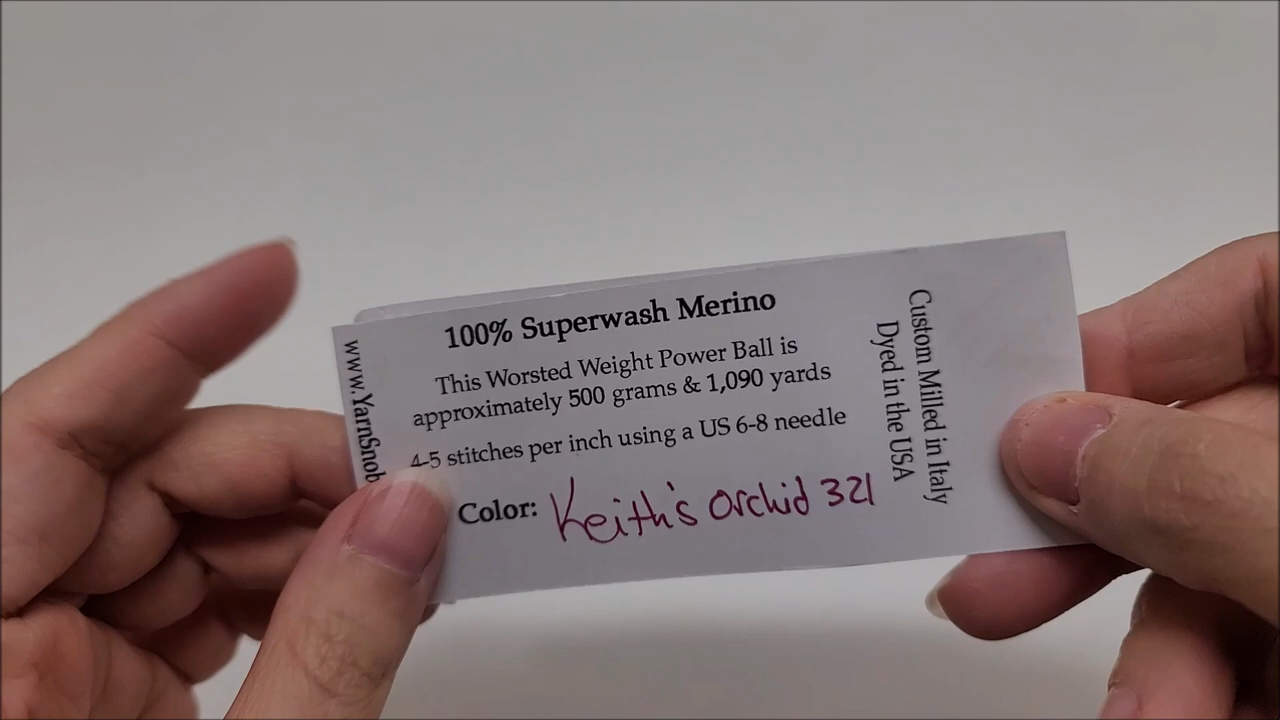 100% Superwash Merino
This Worsted Weight Power Ball is
approximately 500 grams & 1,090 yards
4-5 stitches per inch using a US 6-8 needle
Color: Keith's Orchid 321
www.YarnSnob
Custom Milled in Italy
Dyed in the USA